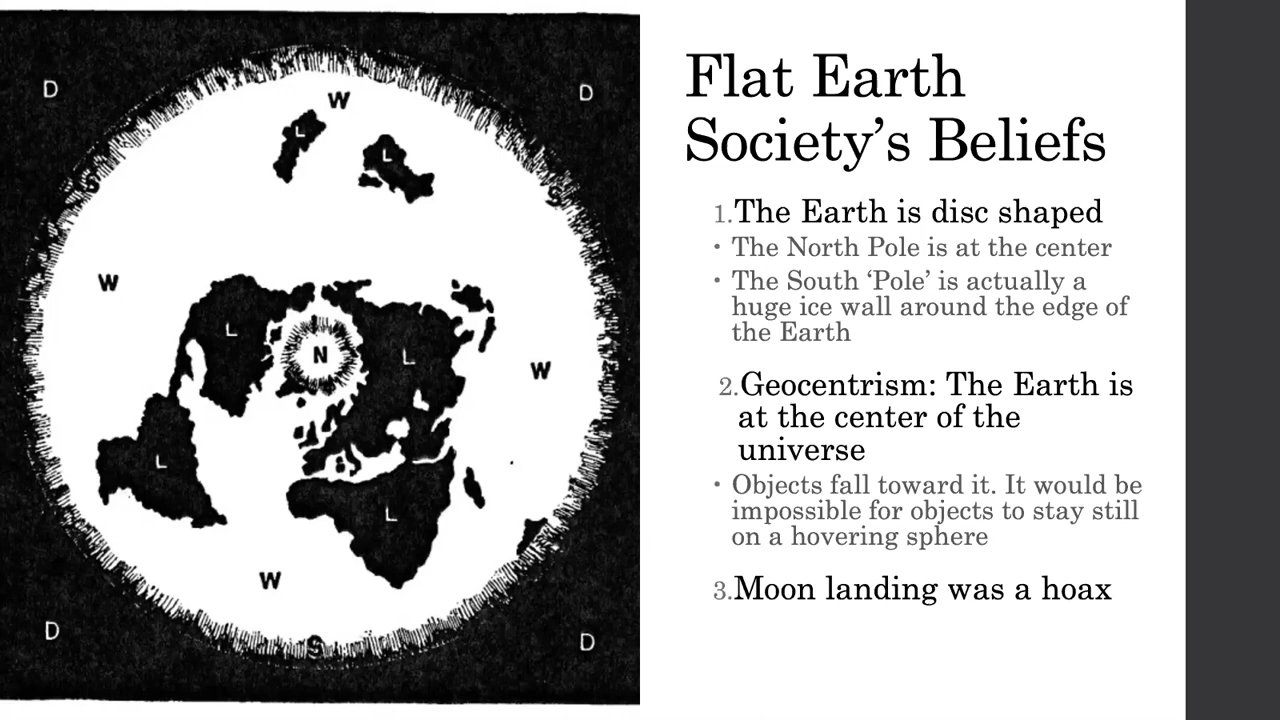 D
D
W
L
L
S
S
W
L
N
L
W
L
L
W
D
S
D
Flat Earth
Society’s Beliefs
1.The Earth is disc shaped
• The North Pole is at the center
• The South ‘Pole’ is actually a
huge ice wall around the edge of
the Earth
2.Geocentrism: The Earth is
at the center of the
universe
• Objects fall toward it. It would be
impossible for objects to stay still
on a hovering sphere
3.Moon landing was a hoax